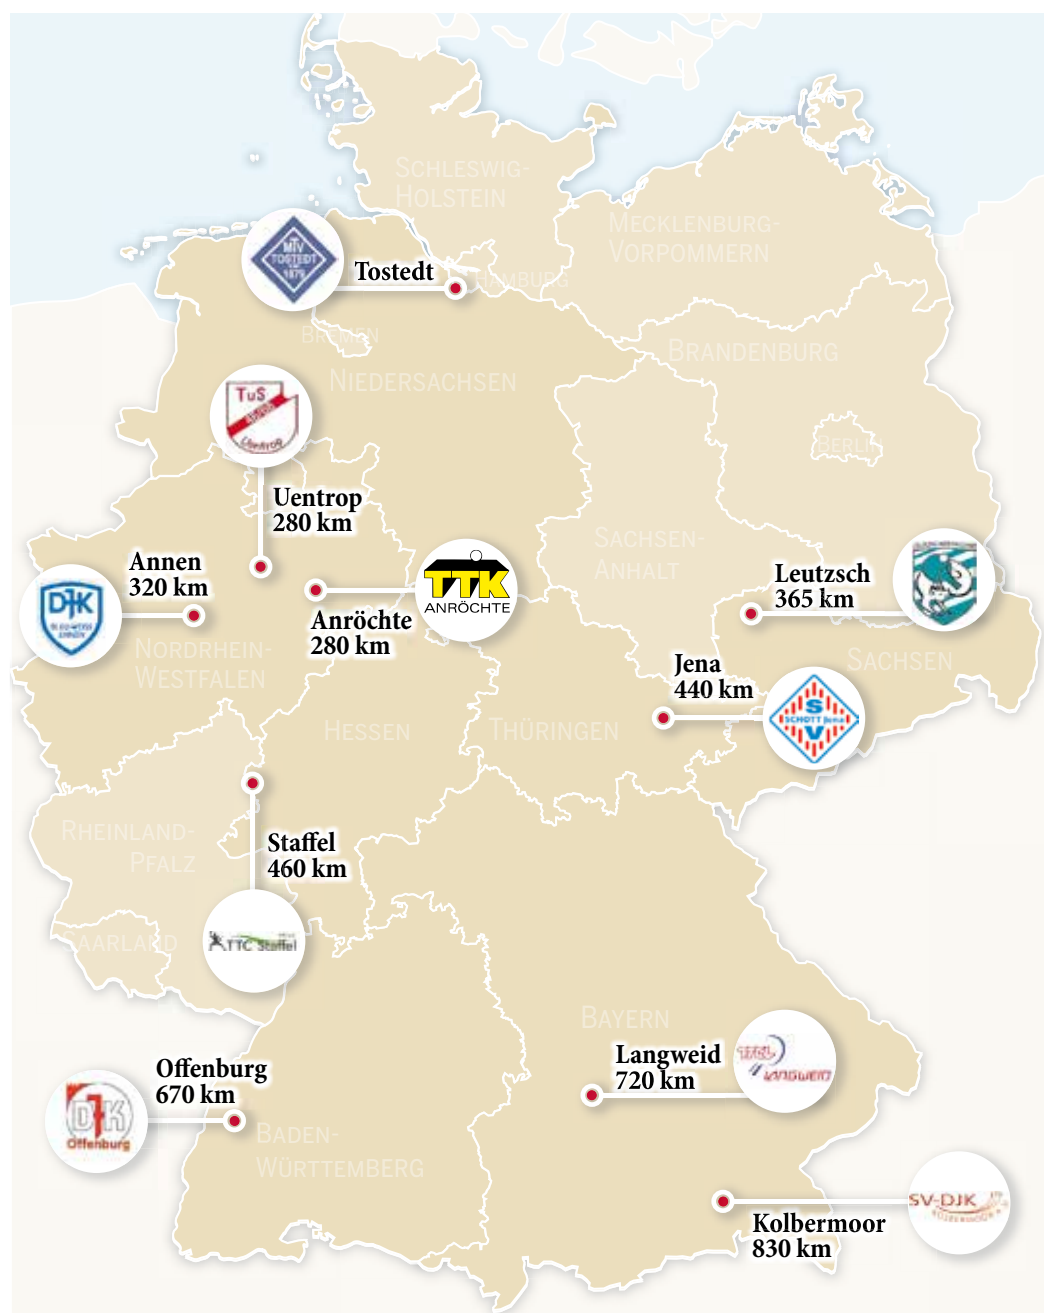 SCHLESWIG-
HOLSTEIN
MECKLENBURG-
VORPOMMERN
MTV
TOSTEDT
1879
Tostedt
HAMBURG
BREMEN
BRANDENBURG
NIEDERSACHSEN
TuS
Uentrop
BERLIN
Uentrop
280 km
SACHSEN-
ANHALT
Annen
320 km
DJK
ANNEN
TTK
ANRÖCHTE
Anröchte
280 km
Leutzsch
365 km
NORDRHEIN-
WESTFALEN
Jena
440 km
SACHSEN
SV
SCHOTT Jena
HESSEN
THÜRINGEN
RHEINLAND-
PFALZ
Staffel
460 km
SAARLAND
TTC Staffel
BAYERN
Langweid
720 km
LANGWEID
Offenburg
670 km
DJK
Offenburg
BADEN-
WÜRTTEMBERG
SV-DJK
KOLBERMOOR
Kolbermoor
830 km